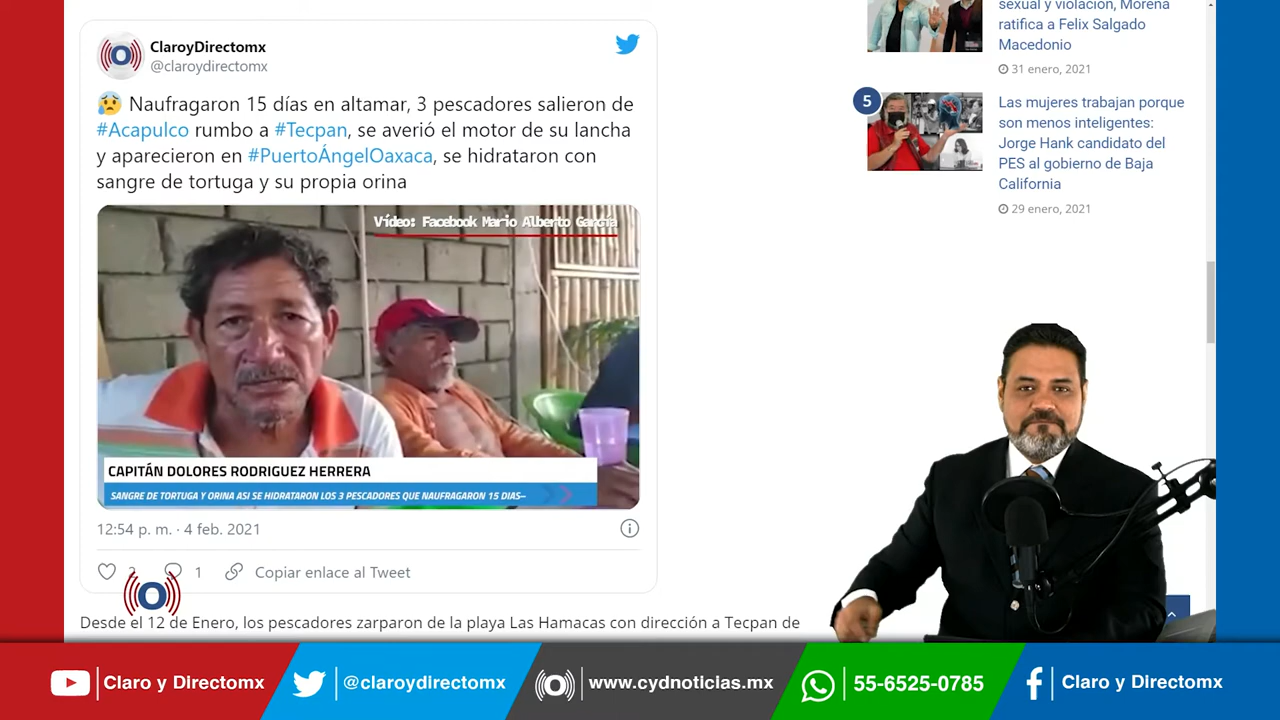 ClaroyDirectomx
@claroydirectomx
Naufragaron 15 días en altamar, 3 pescadores salieron de
#Acapulco rumbo a #Tecpan, se averió el motor de su lancha
y aparecieron en #PuertoÁngelOaxaca, se hidrataron con
sangre de tortuga y su propia orina
Vídeo: Facebook Mario Alberto García
CAPITÁN DOLORES RODRIGUEZ HERRERA
SANGRE DE TORTUGA Y ORINA ASI SE HIDRATARON LOS 3 PESCADORES QUE NAUFRAGARON 15 DIAS--
12:54 p. m. · 4 feb. 2021
1 Copiar enlace al Tweet
Desde el 12 de Enero, los pescadores zarparon de la playa Las Hamacas con dirección a Tecpan de
sexual y violación, Morena
ratifica a Felix Salgado
Macedonio
31 enero, 2021
5
Las mujeres trabajan porque
son menos inteligentes:
Jorge Hank candidato del
PES al gobierno de Baja
California
29 enero, 2021
Claro y Directomx
@claroydirectomx
www.cydnoticias.mx
55-6525-0785
Claro y Directomx